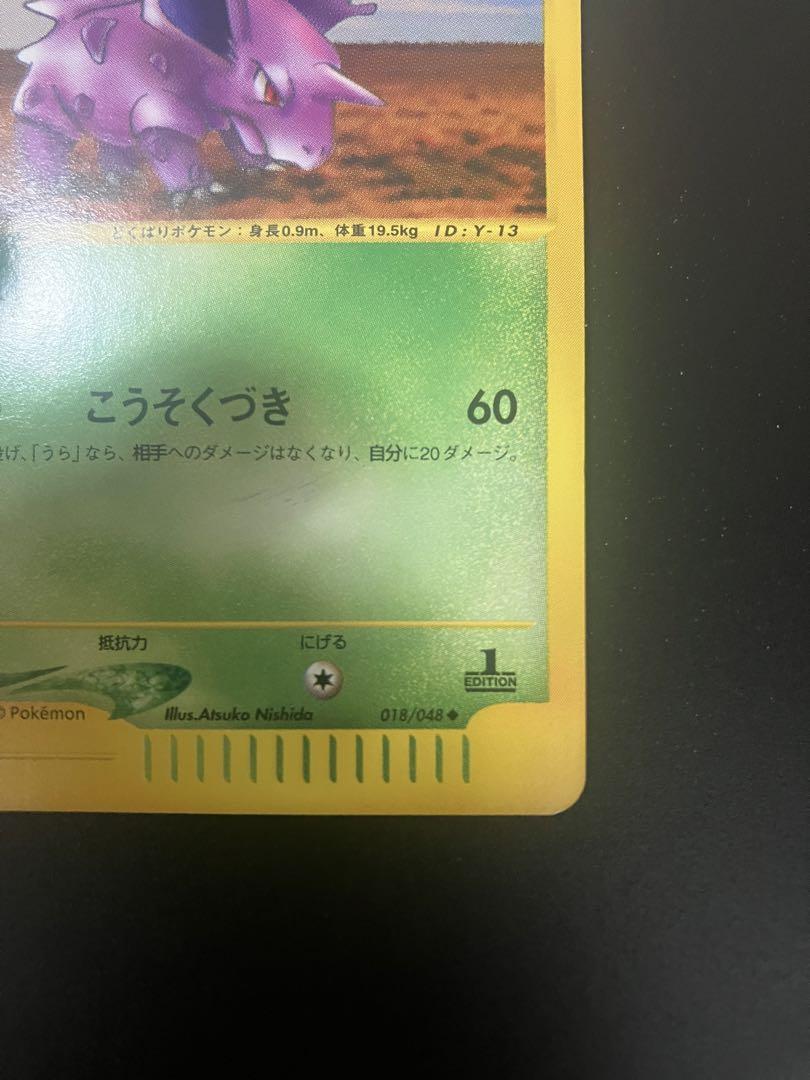 どくばりポケモン：身長0.9m、体重19.5kg ID:Y-13
こうそくづき 60
げ、「うら」なら、相手へのダメージはなくなり、自分に20ダメージ。
抵抗力 にげる
1
EDITION
© Pokémon Illus.Atsuko Nishida 018/048◆